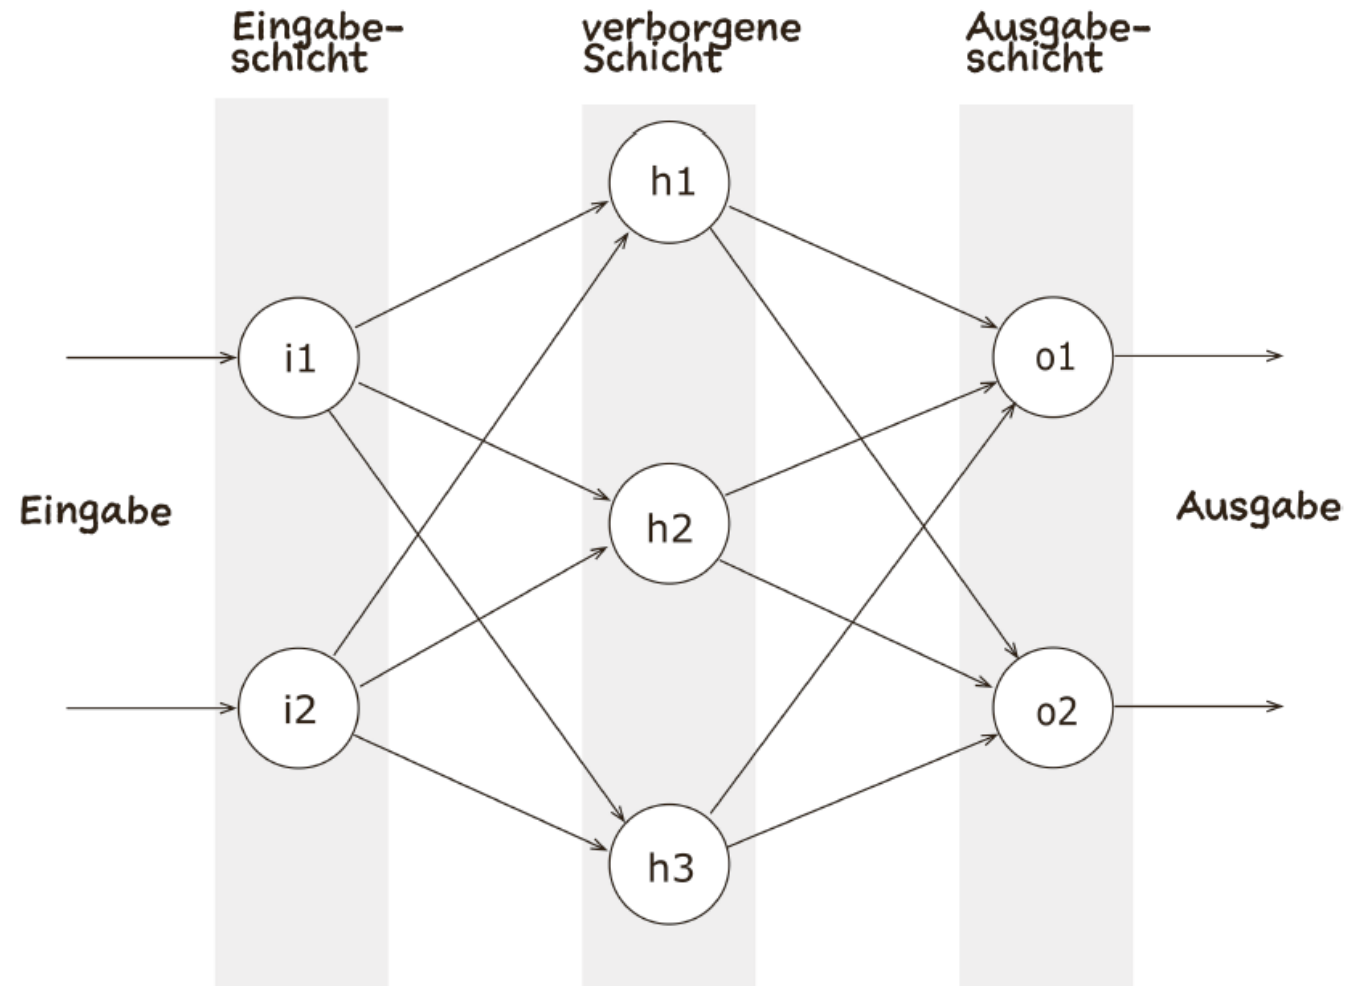 Eingabe-
schicht
verborgene
Schicht
Ausgabe-
schicht
h1
i1
o1
Eingabe
h2
Ausgabe
i2
o2
h3